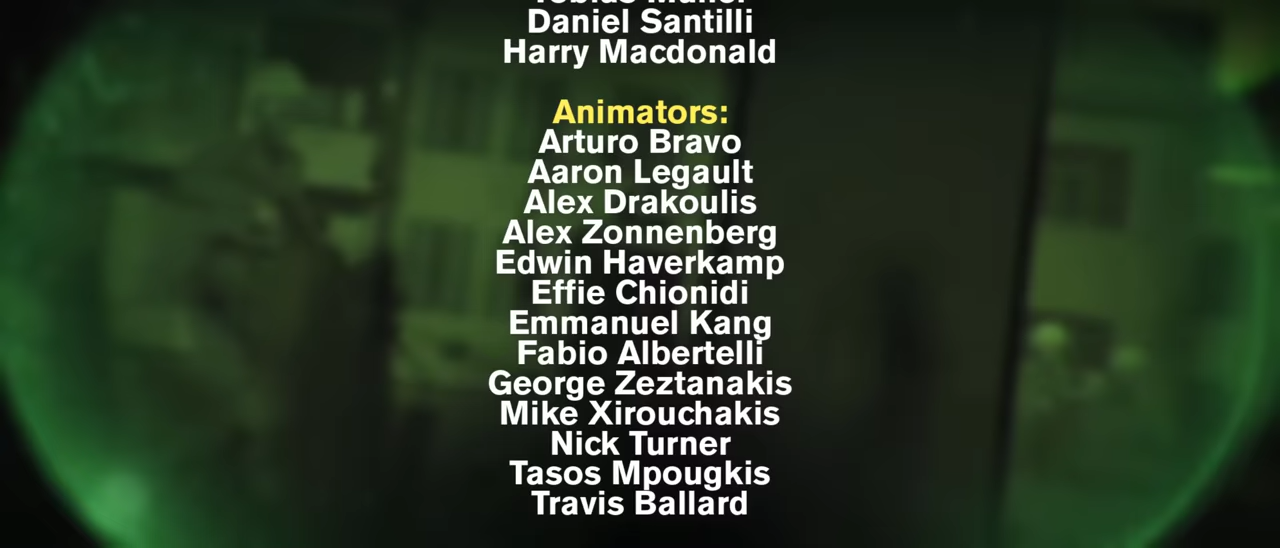 Daniel Santilli
Harry Macdonald
Animators:
Arturo Bravo
Aaron Legault
Alex Drakoulis
Alex Zonnenberg
Edwin Haverkamp
Effie Chionidi
Emmanuel Kang
Fabio Albertelli
George Zeztanakis
Mike Xirouchakis
Nick Turner
Tasos Mpougkis
Travis Ballard